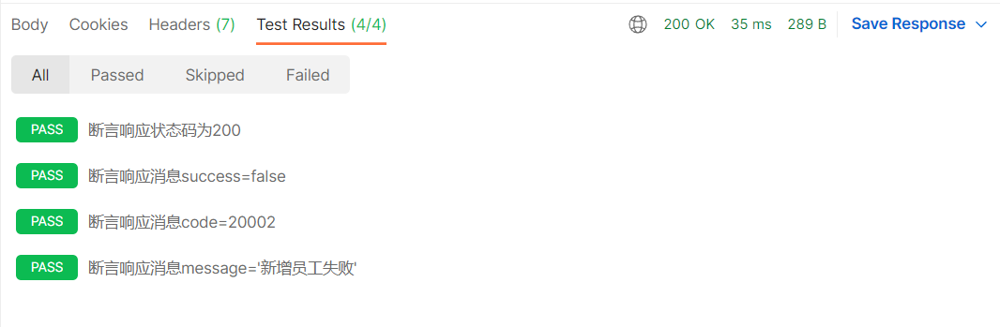 Body Cookies Headers (7) Test Results (4/4) 200 OK 35 ms 289 B Save Response
All Passed Skipped Failed
PASS 断言响应状态码为200
PASS 断言响应消息success=false
PASS 断言响应消息code=20002
PASS 断言响应消息message='新增员工失败'